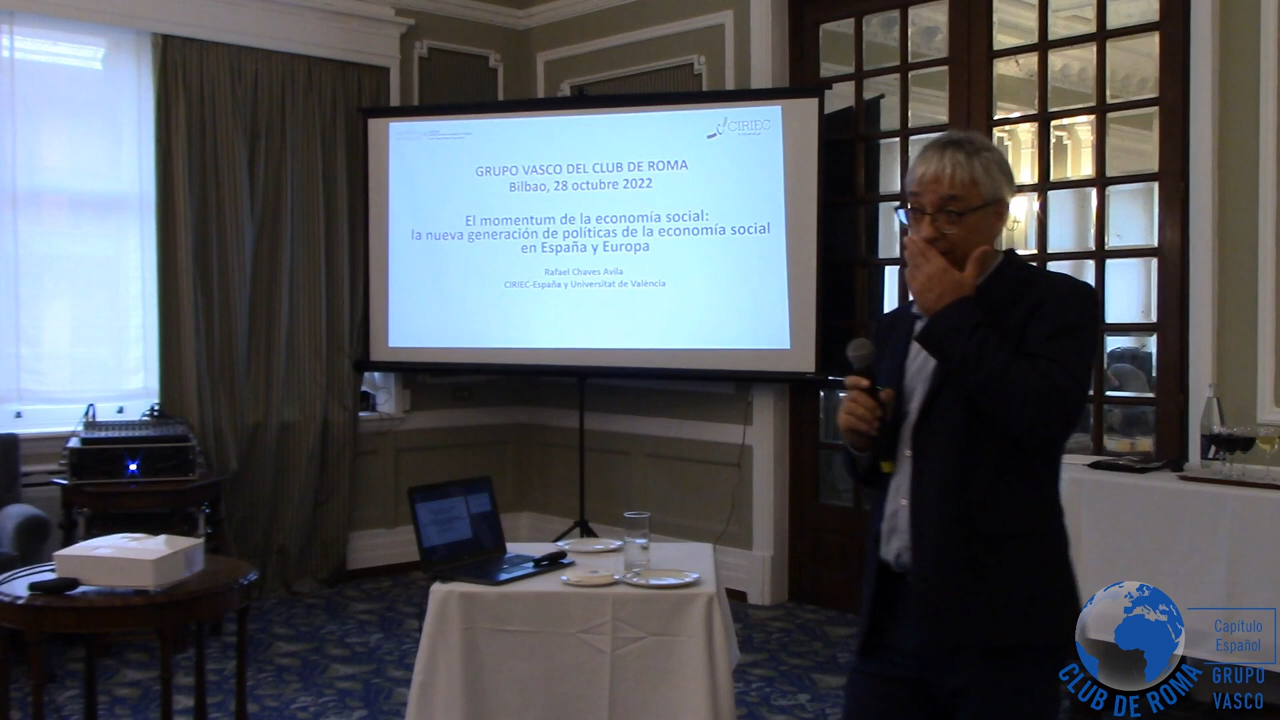 CIRIEC
GRUPO VASCO DEL CLUB DE ROMA
Bilbao, 28 octubre 2022
El momentum de la economía social:
la nueva generación de políticas de la economía social
en España y Europa
Rafael Chaves Avila
CIRIEC-España y Universitat de València
Capítulo
Español
CLUB DE ROMA
GRUPO
VASCO